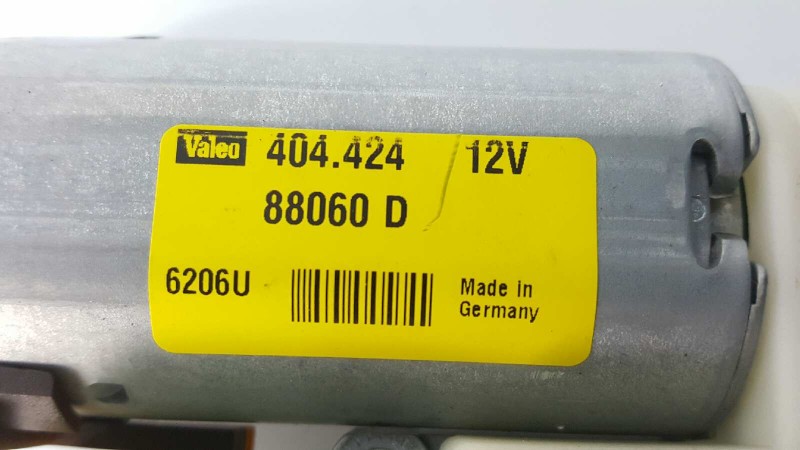 Valeo 404.424 12V
88060 D
6206U
Made in
Germany